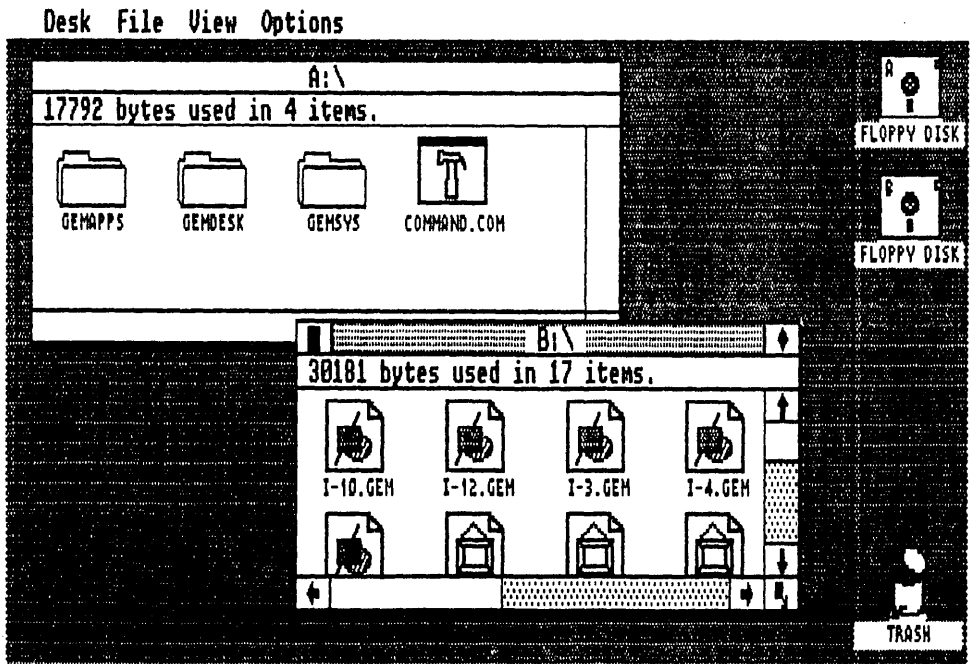 Desk File View Options
A:\
17792 bytes used in 4 items.
GEMAPPS GEMDESK GEMSYS COMMAND.COM
A
FLOPPY DISK
B
FLOPPY DISK
B:\
30181 bytes used in 17 items.
I-10.GEM I-12.GEM I-3.GEM I-4.GEM
TRASH